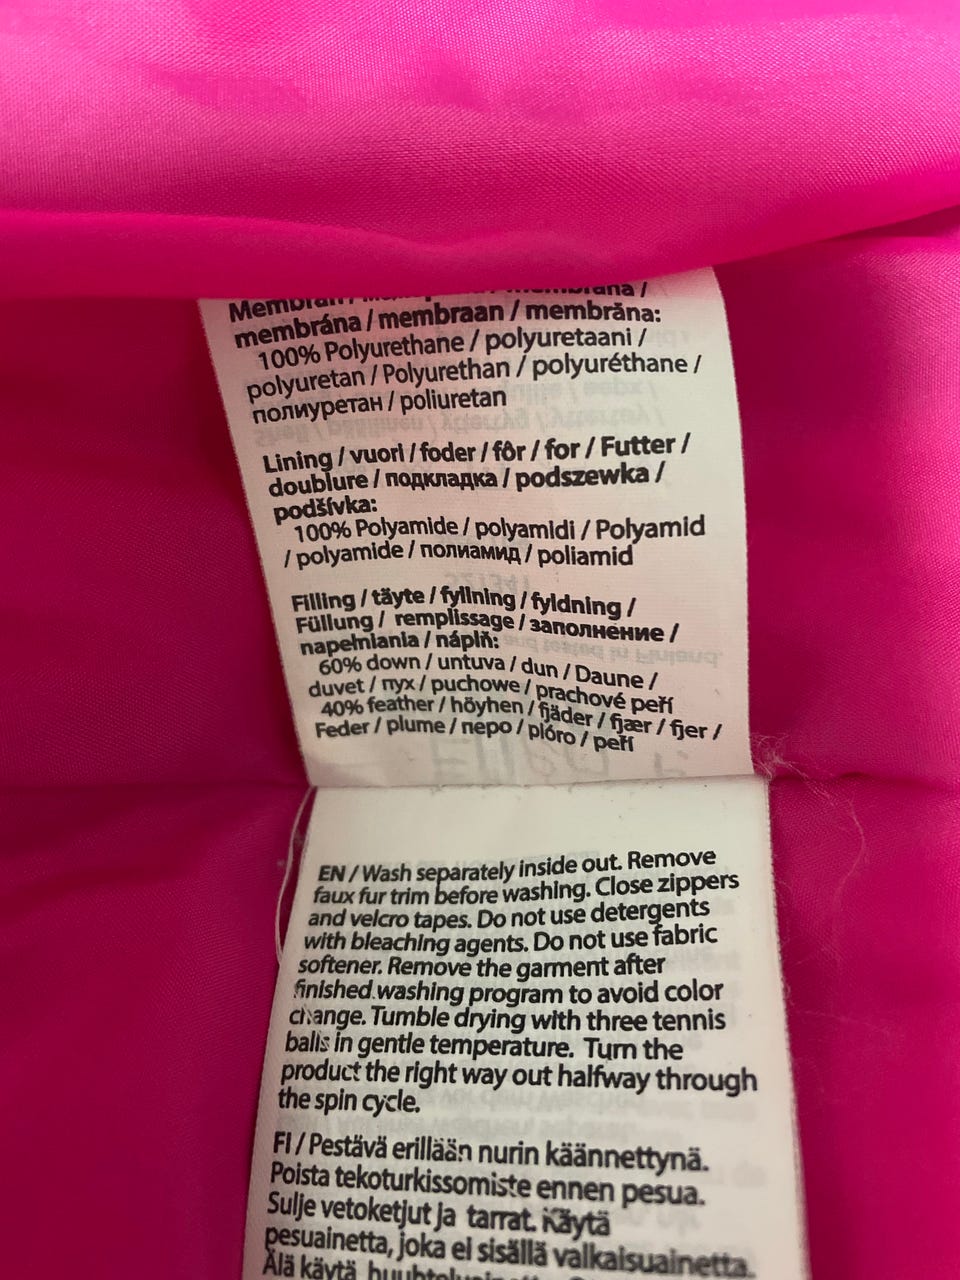 membrána / membraan / membrăna:
100% Polyurethane / polyuretaani /
polyuretan / Polyurethan / polyuréthane /
полиуретан / poliuretan
Lining / vuori / foder / fôr / for / Futter /
doublure / подкладка / podszewka /
podšívka:
100% Polyamide / polyamidi / Polyamid
/ polyamide / полиамид / poliamid
Filling / täyte / fyllning / fyldning /
Füllung / remplissage / заполнение /
napełniania / náplň:
60% down / untuva / dun / Daune /
duvet / пух / puchowe / prachové peří
40% feather / höyhen / fjäder / fjær / fjer /
Feder / plume / перо / pióro / peří
EN / Wash separately inside out. Remove
faux fur trim before washing. Close zippers
and velcro tapes. Do not use detergents
with bleaching agents. Do not use fabric
softener. Remove the garment after
finished washing program to avoid color
change. Tumble drying with three tennis
balls in gentle temperature. Turn the
product the right way out halfway through
the spin cycle.
FI / Pestävä erillään nurin käännettynä.
Poista tekoturkissomiste ennen pesua.
Sulje vetoketjut ja tarrat. Käytä
pesuainetta, joka ei sisällä valkaisuainetta.
Älä käytä